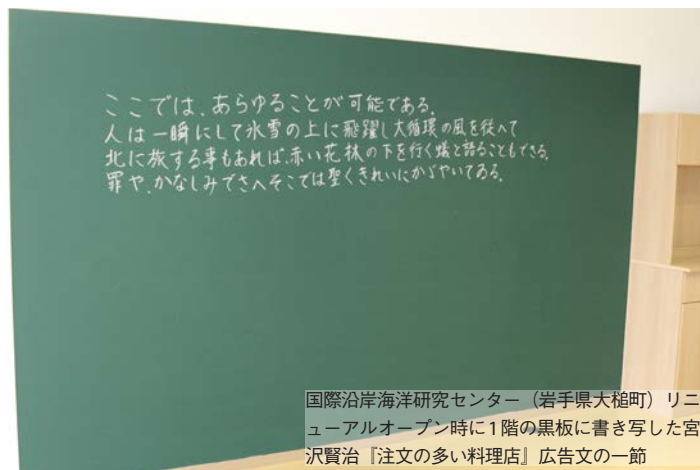 ここでは、あらゆることが可能である。
人は一瞬にして氷雪の上に飛躍し大循環の風を従へて
北に旅する事もあれば、赤い花杯の下を行く蟻と語ることもできる。
罪や、かなしみでさへそこでは聖くきれいにかゞやいてゐる。
国際沿岸海洋研究センター（岩手県大槌町）リニ
ューアルオープン時に1階の黒板に書き写した宮
沢賢治『注文の多い料理店』広告文の一節